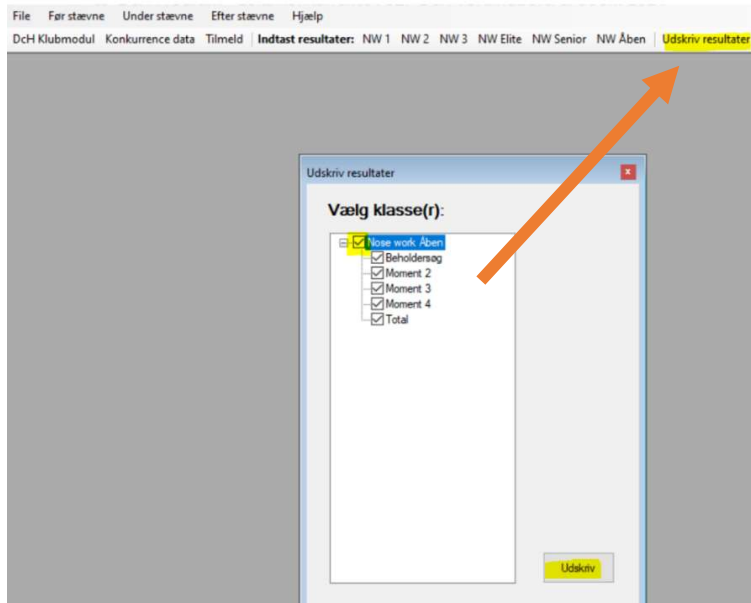 File Før stævne Under stævne Efter stævne Hjælp
DcH Klubmodul Konkurrence data Tilmeld Indtast resultater: NW 1 NW 2 NW 3 NW Elite NW Senior NW Åben Udskriv resultater
Udskriv resultater
Vælg klasse(r):
Nose work Åben
Beholdersøg
Moment 2
Moment 3
Moment 4
Total
Udskriv